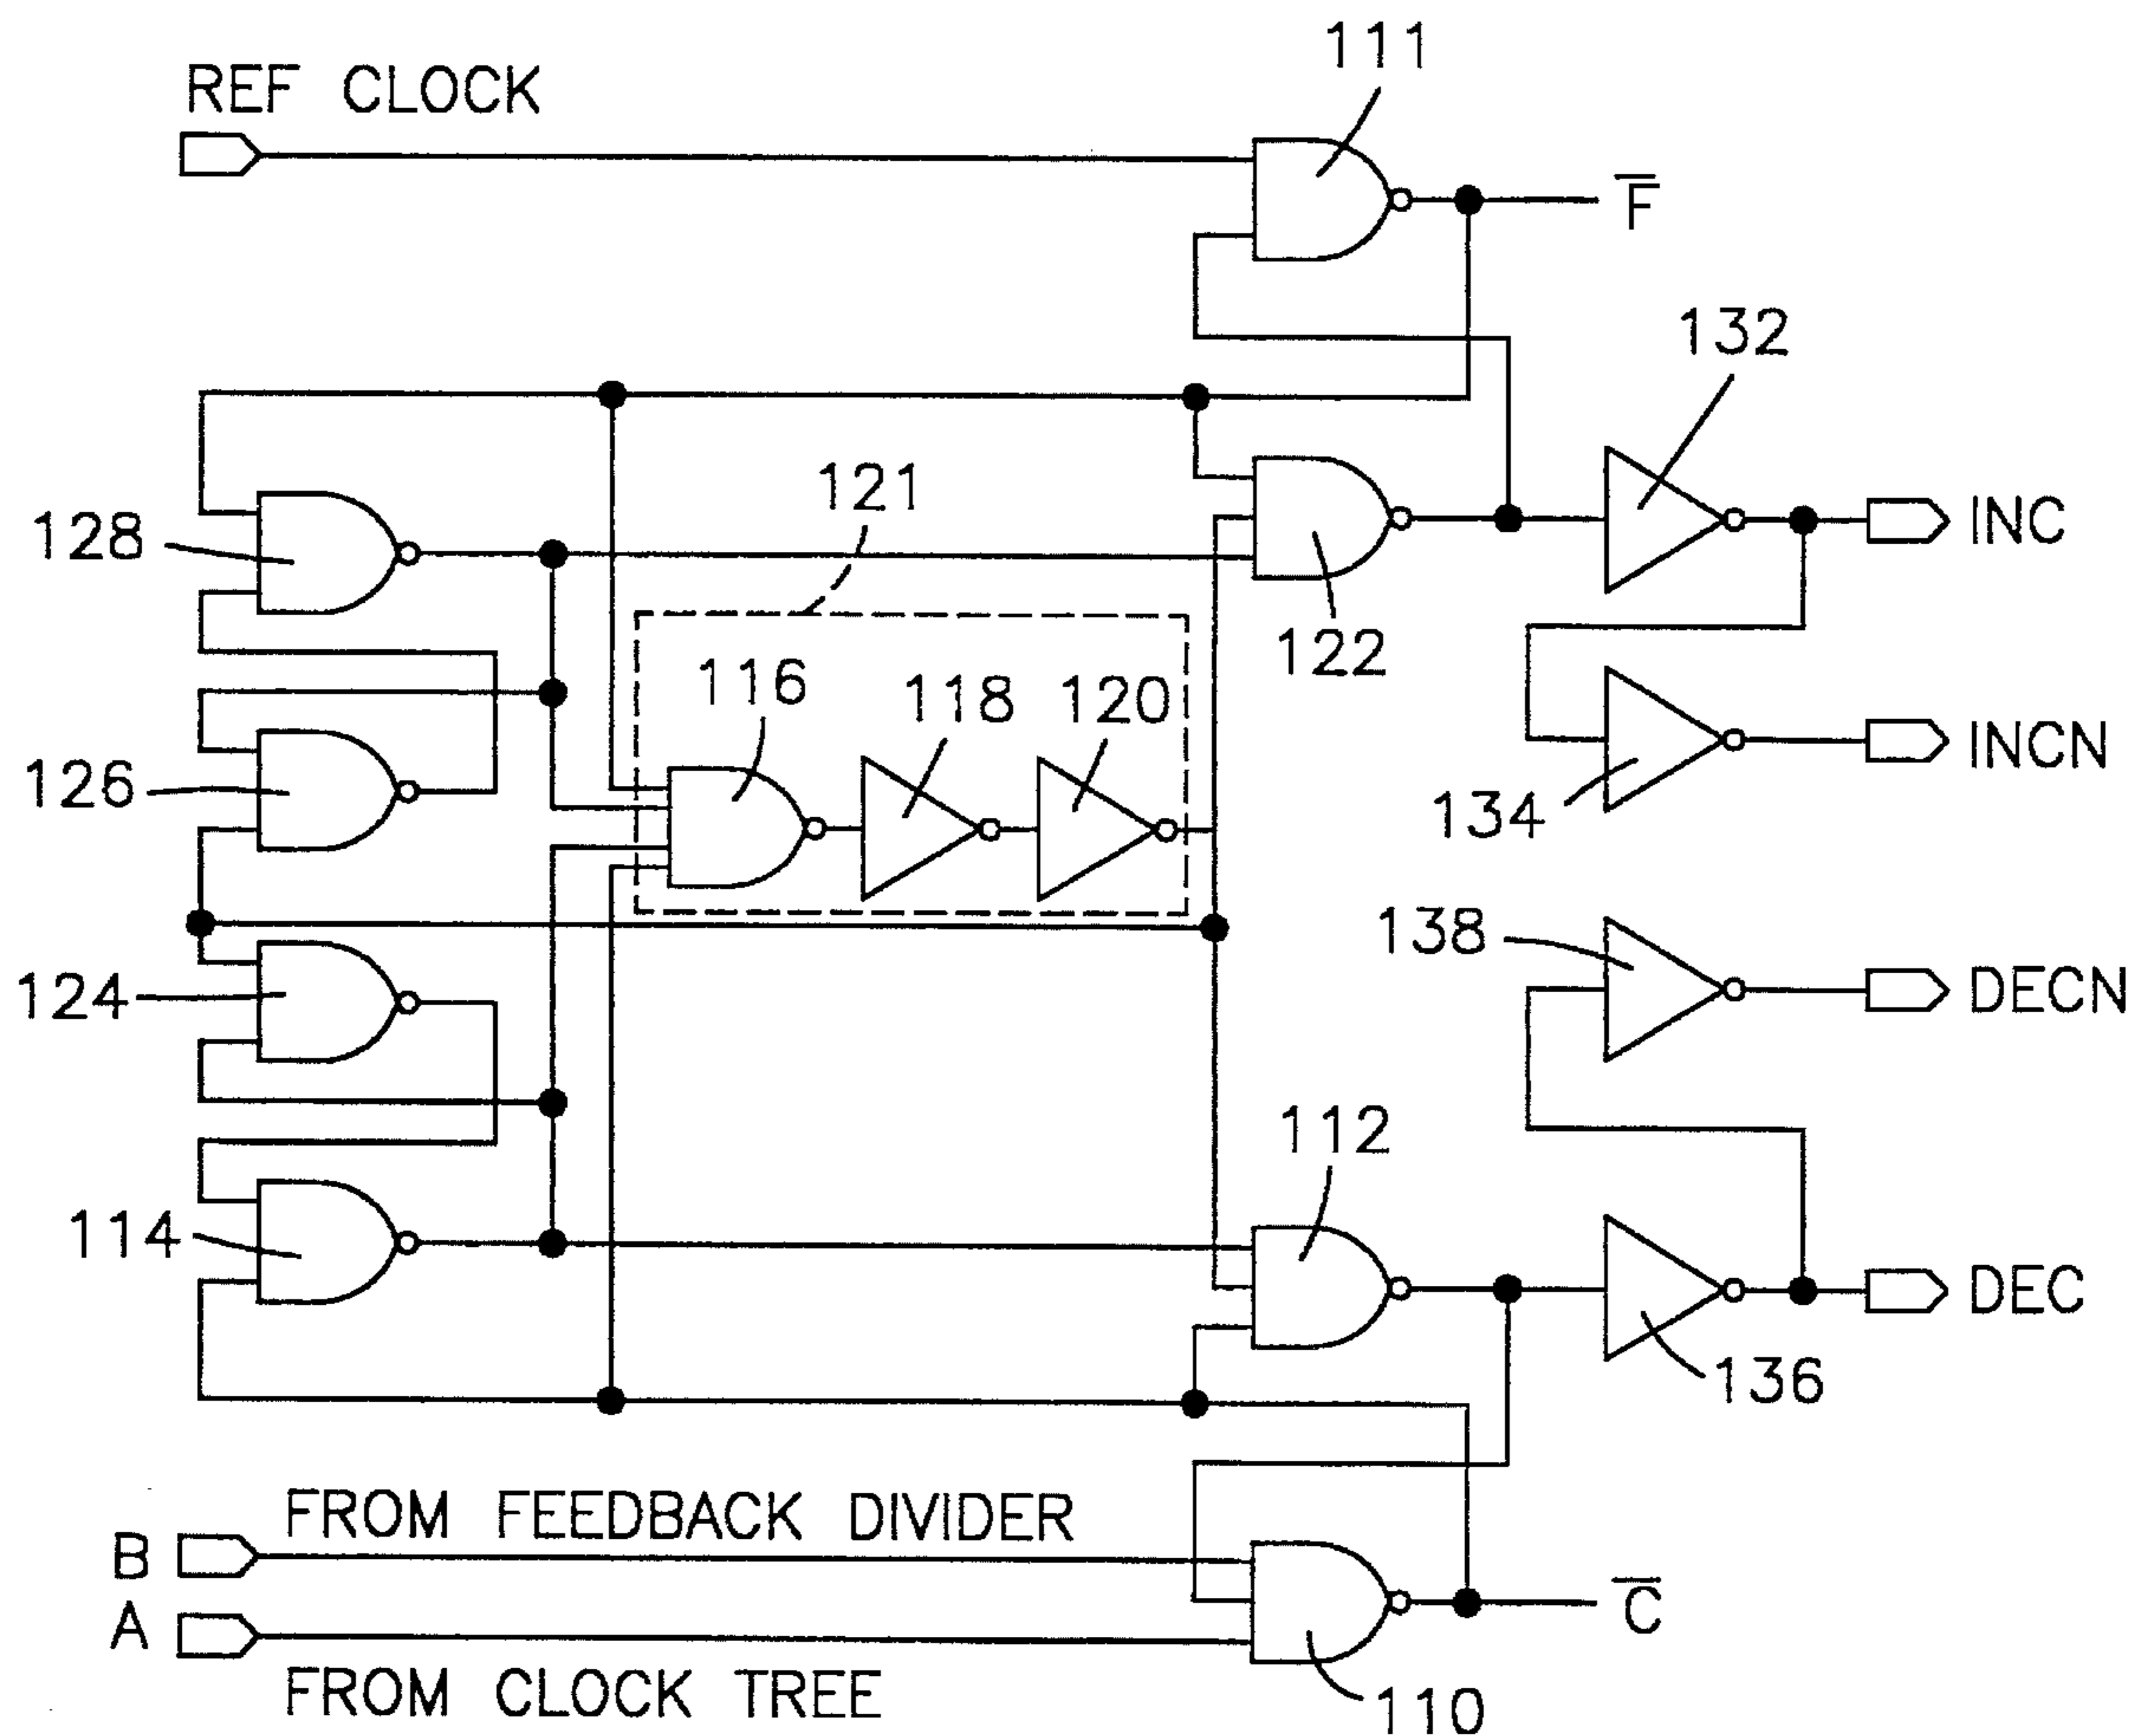 111
REF CLOCK
F
132
121
128
INC
122
116
118
120
126
INCN
134
138
124
DECN
112
114
DEC
136
FROM FEEDBACK DIVIDER
B
C
A
FROM CLOCK TREE
110